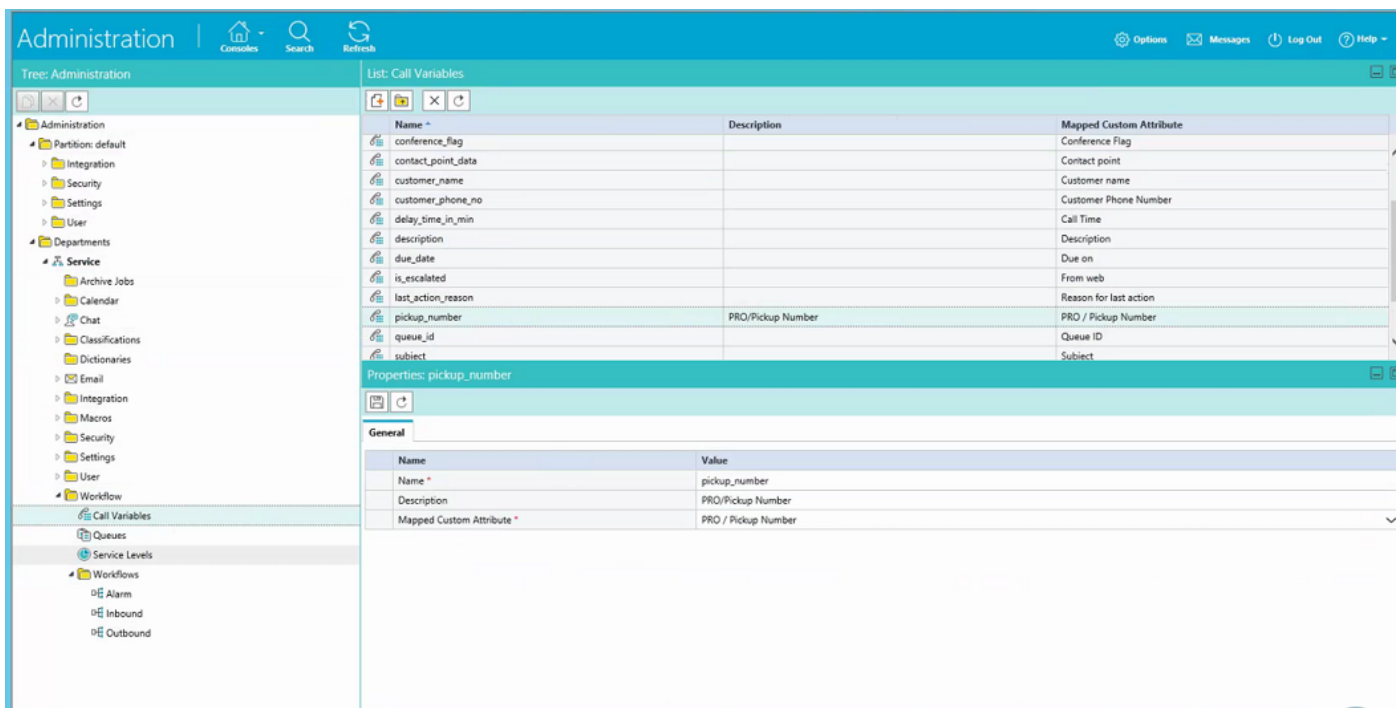 Administration Consoles Search Refresh Options Messages Log Out Help
Tree: Administration
Administration
Partition: default
Integration
Security
Settings
User
Departments
Service
Archive Jobs
Calendar
Chat
Classifications
Dictionaries
Email
Integration
Macros
Security
Settings
User
Workflow
Call Variables
Queues
Service Levels
Workflows
Alarm
Inbound
Outbound
List: Call Variables
Name Description Mapped Custom Attribute
conference_flag Conference Flag
contact_point_data Contact point
customer_name Customer name
customer_phone_no Customer Phone Number
delay_time_in_min Call Time
description Description
due_date Due on
is_escalated From web
last_action_reason Reason for last action
pickup_number PRO/Pickup Number PRO / Pickup Number
queue_id Queue ID
subject Subject
Properties: pickup_number
General
Name Value
Name * pickup_number
Description PRO/Pickup Number
Mapped Custom Attribute * PRO / Pickup Number